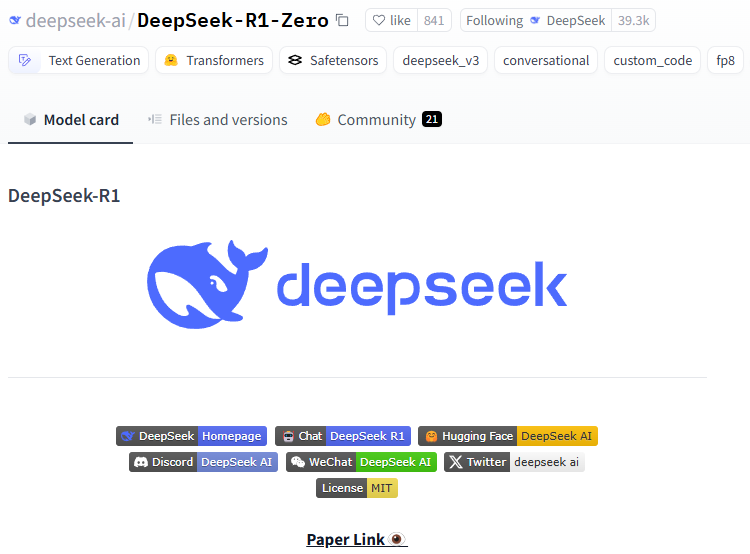 deepseek-ai/DeepSeek-R1-Zero like 841 Following DeepSeek 39.3k
Text Generation Transformers Safetensors deepseek_v3 conversational custom_code fp8
Model card Files and versions Community 21
DeepSeek-R1
deepseek
DeepSeek Homepage Chat DeepSeek R1 Hugging Face DeepSeek AI
Discord DeepSeek AI WeChat DeepSeek AI Twitter deepseek ai
License MIT
Paper Link